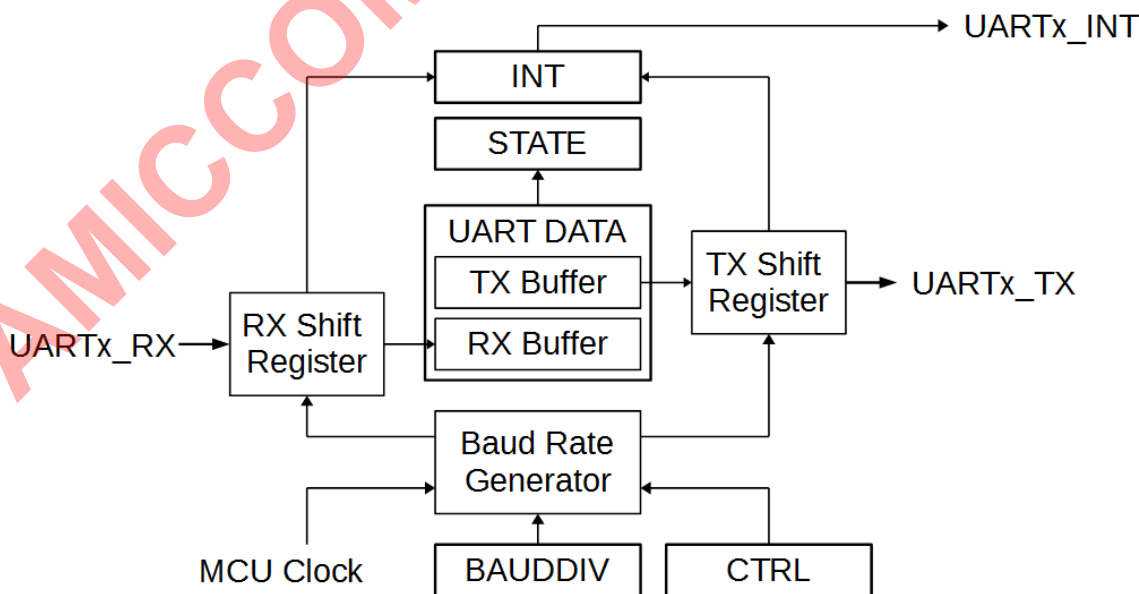 UARTx_INT
INT
STATE
UART DATA
TX Buffer
RX Buffer
TX Shift
Register
UARTx_TX
RX Shift
Register
UARTx_RX
Baud Rate
Generator
MCU Clock
BAUDDIV
CTRL
AMICCOM